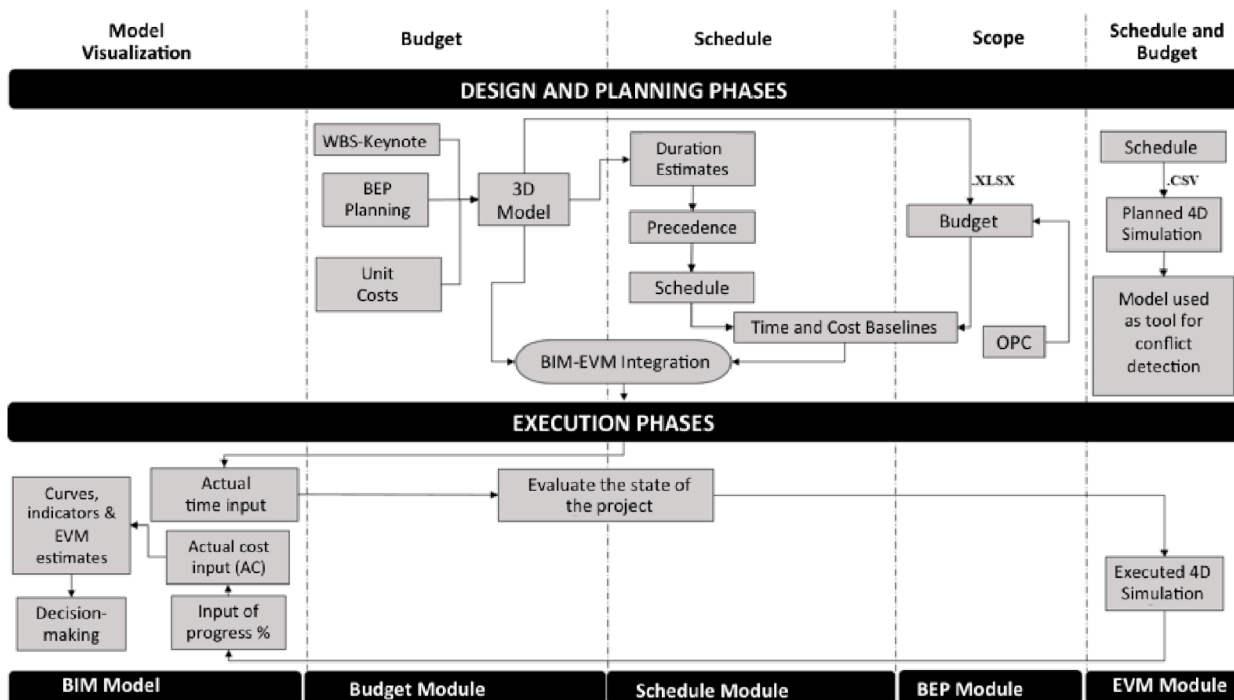 Model
Visualization
Budget
Schedule
Scope
Schedule and
Budget
DESIGN AND PLANNING PHASES
WBS-Keynote
BEP
Planning
Unit
Costs
3D
Model
Duration
Estimates
Precedence
Schedule
.XLSX
Budget
Time and Cost Baselines
OPC
BIM-EVM Integration
Schedule
.CSV
Planned 4D
Simulation
Model used
as tool for
conflict
detection
EXECUTION PHASES
Curves,
indicators &
EVM
estimates
Decision-
making
Actual
time input
Actual cost
input (AC)
Input of
progress %
Evaluate the state of
the project
Executed 4D
Simulation
BIM Model
Budget Module
Schedule Module
BEP Module
EVM Module